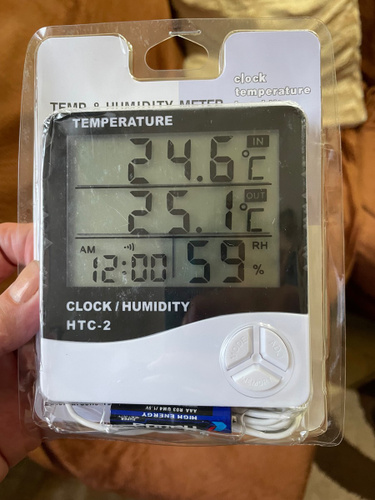 clock
temperature
TEMP & HUMIDITY METER
TEMPERATURE
IN
24.6°C
OUT
25.1°C
AM
RH
12:00
59
%
CLOCK / HUMIDITY
HTC-2
HIGH ENERGY